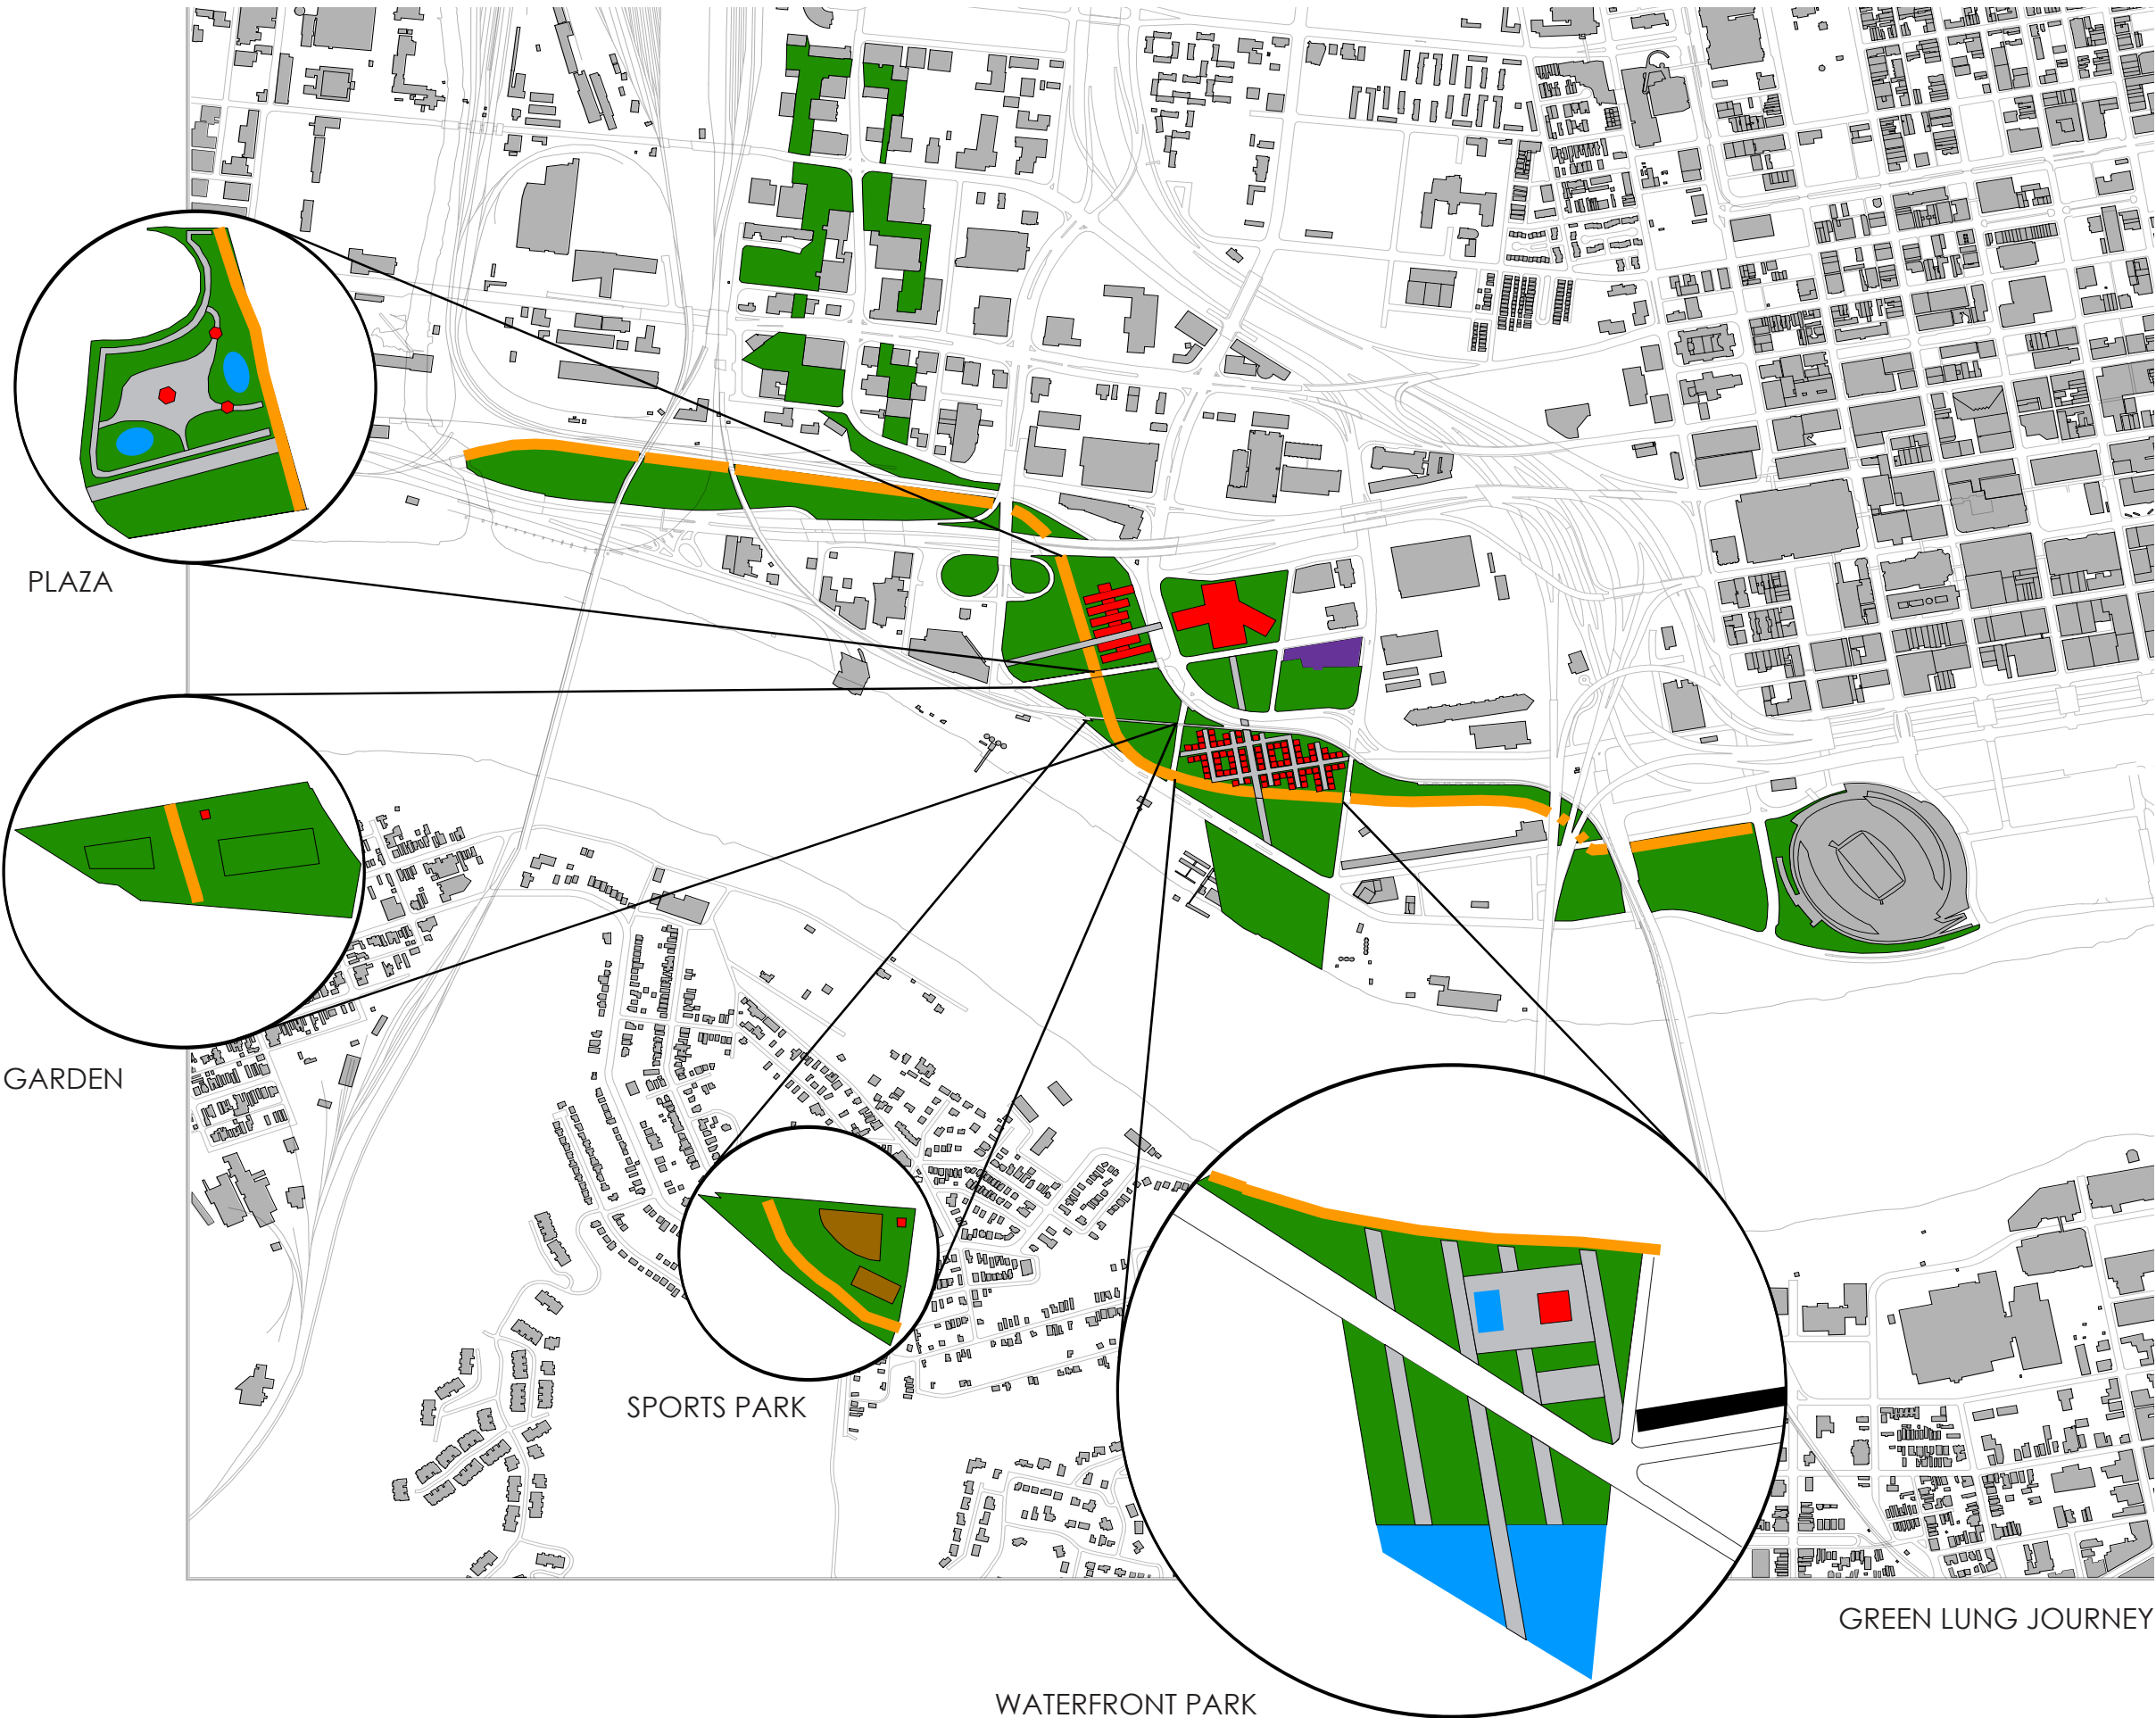 PLAZA
GARDEN
SPORTS PARK
GREEN LUNG JOURNEY
WATERFRONT PARK